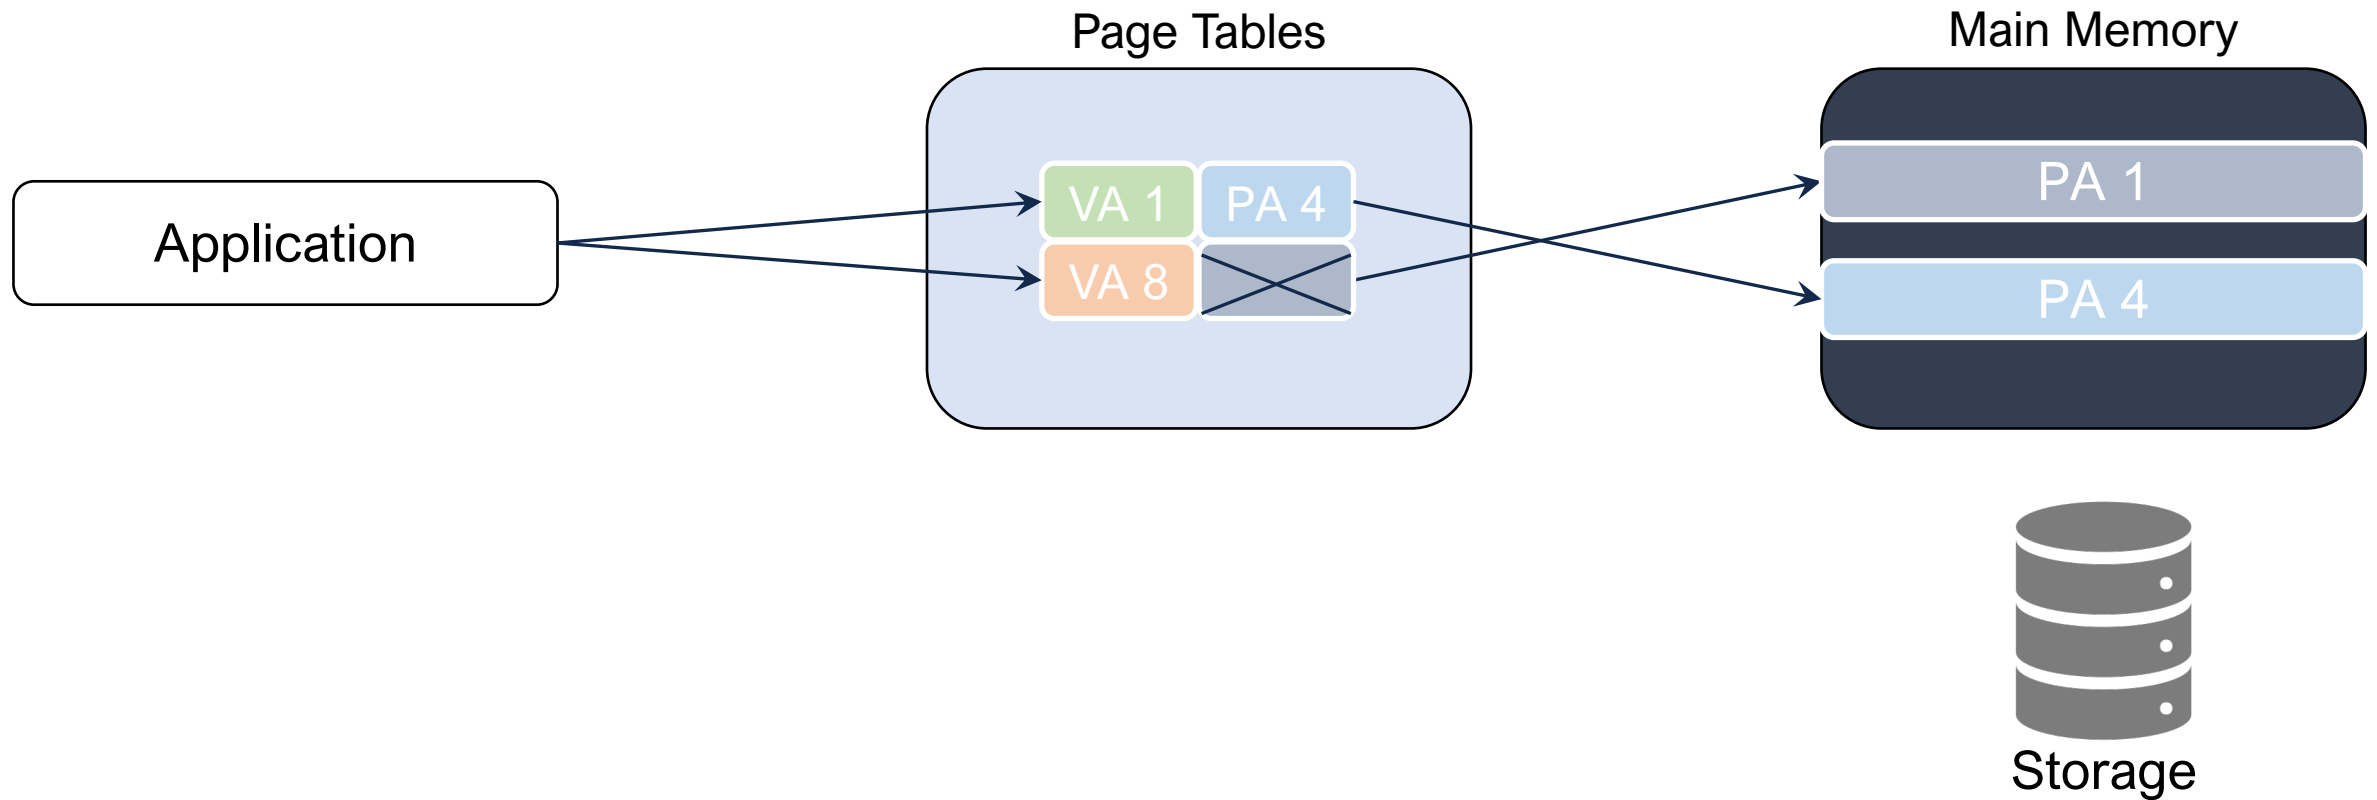 Page Tables
Main Memory
Application
VA 1
PA 4
VA 8
PA 1
PA 4
Storage